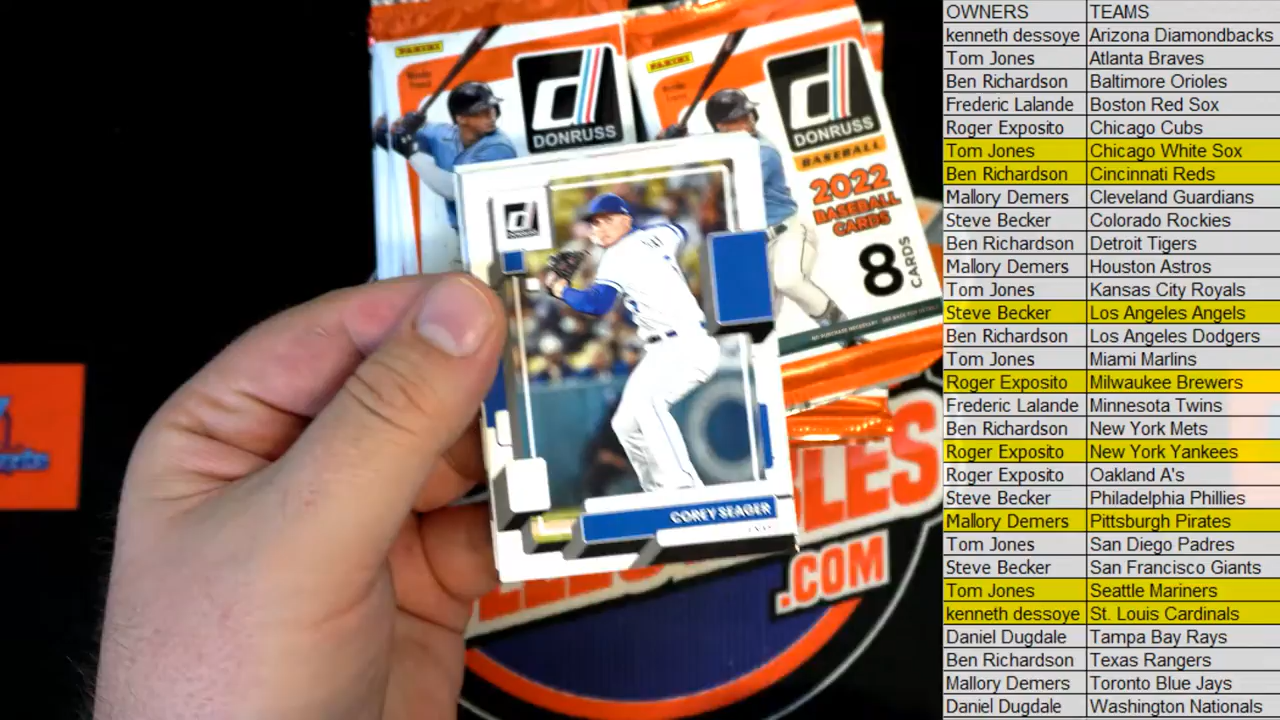 PANINI
DONRUSS
PANINI
DONRUSS
BASEBALL
2022
BASEBALL
CARDS
8
CARDS
DONRUSS
COREY SEAGER
LES
.COM
OWNERS TEAMS
kenneth dessoye Arizona Diamondbacks
Tom Jones Atlanta Braves
Ben Richardson Baltimore Orioles
Frederic Lalande Boston Red Sox
Roger Exposito Chicago Cubs
Tom Jones Chicago White Sox
Ben Richardson Cincinnati Reds
Mallory Demers Cleveland Guardians
Steve Becker Colorado Rockies
Ben Richardson Detroit Tigers
Mallory Demers Houston Astros
Tom Jones Kansas City Royals
Steve Becker Los Angeles Angels
Ben Richardson Los Angeles Dodgers
Tom Jones Miami Marlins
Roger Exposito Milwaukee Brewers
Frederic Lalande Minnesota Twins
Ben Richardson New York Mets
Roger Exposito New York Yankees
Roger Exposito Oakland A's
Steve Becker Philadelphia Phillies
Mallory Demers Pittsburgh Pirates
Tom Jones San Diego Padres
Steve Becker San Francisco Giants
Tom Jones Seattle Mariners
kenneth dessoye St. Louis Cardinals
Daniel Dugdale Tampa Bay Rays
Ben Richardson Texas Rangers
Mallory Demers Toronto Blue Jays
Daniel Dugdale Washington Nationals